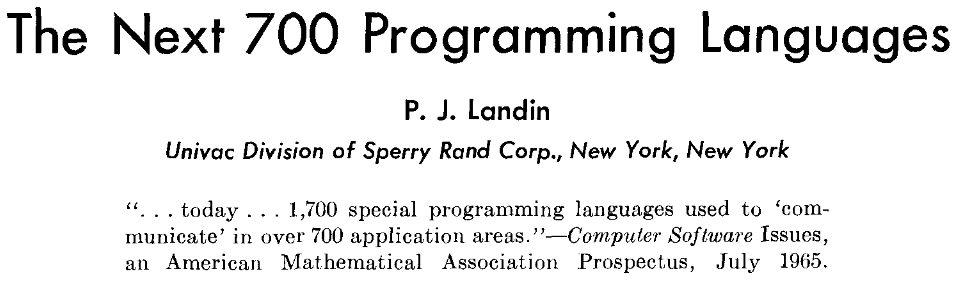 The Next 700 Programming Languages
P. J. Landin
Univac Division of Sperry Rand Corp., New York, New York
“. . . today . . . 1,700 special programming languages used to ‘com-
municate’ in over 700 application areas.”—Computer Software Issues,
an American Mathematical Association Prospectus, July 1965.